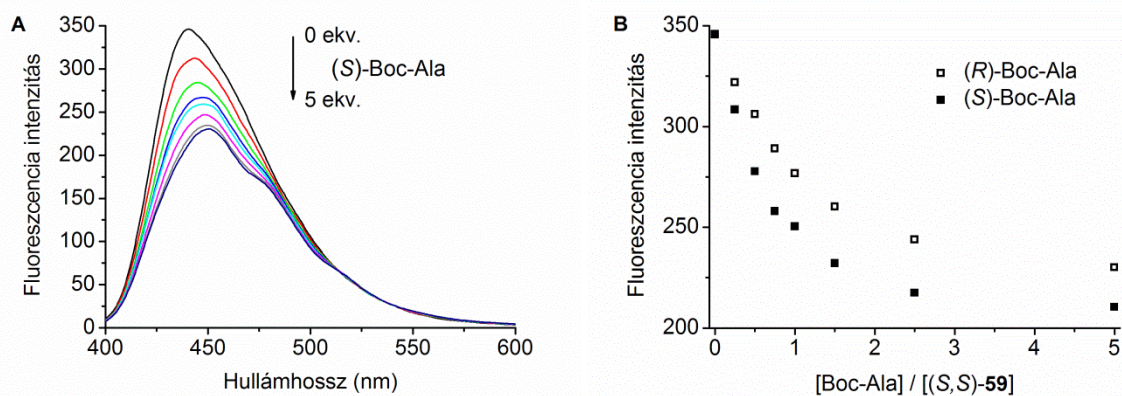 A
350
300
250
200
150
100
50
0
Fluoreszcencia intenzitás
0 ekv.
(S)-Boc-Ala
5 ekv.
400 450 500 550 600
Hullámhossz (nm)
B
350
300
250
200
Fluoreszcencia intenzitás
(R)-Boc-Ala
(S)-Boc-Ala
0 1 2 3 4 5
[Boc-Ala] / [(S,S)-59]